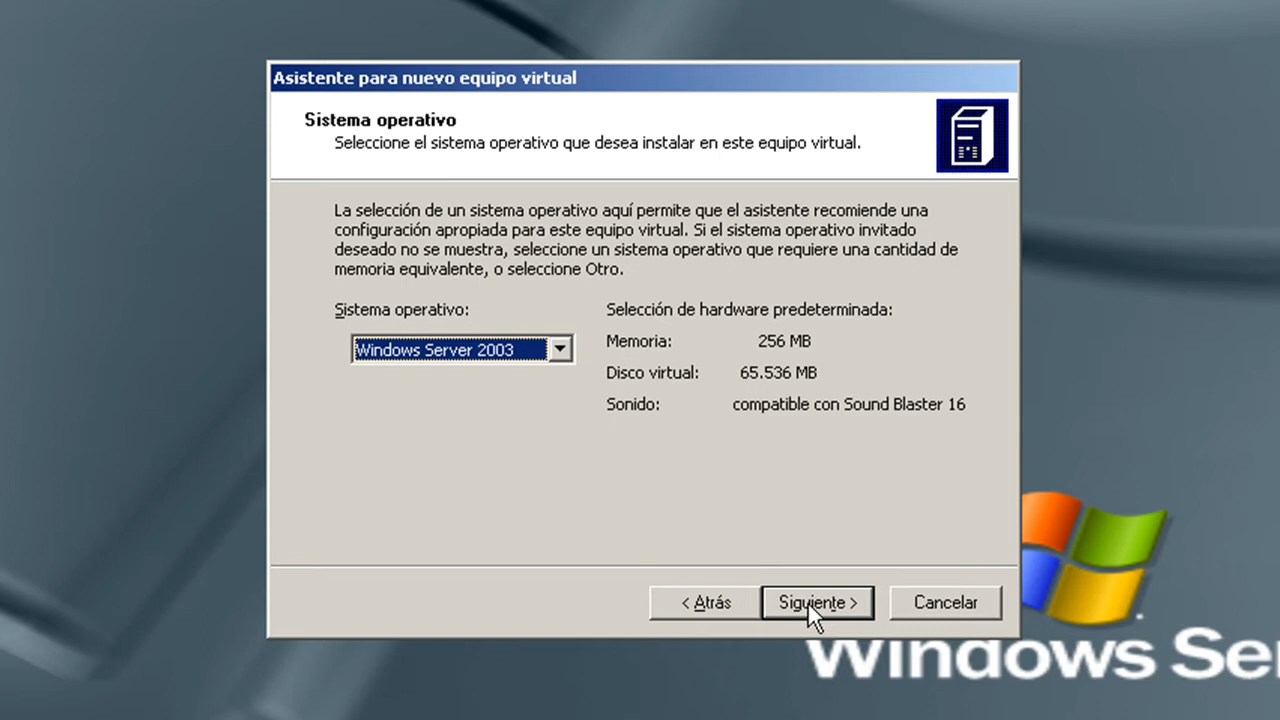 Asistente para nuevo equipo virtual
Sistema operativo
Seleccione el sistema operativo que desea instalar en este equipo virtual.
La selección de un sistema operativo aquí permite que el asistente recomiende una
configuración apropiada para este equipo virtual. Si el sistema operativo invitado
deseado no se muestra, seleccione un sistema operativo que requiere una cantidad de
memoria equivalente, o seleccione Otro.
Sistema operativo:
Windows Server 2003
Selección de hardware predeterminada:
Memoria: 256 MB
Disco virtual: 65.536 MB
Sonido: compatible con Sound Blaster 16
< Atrás
Siguiente >
Cancelar
Windows Ser